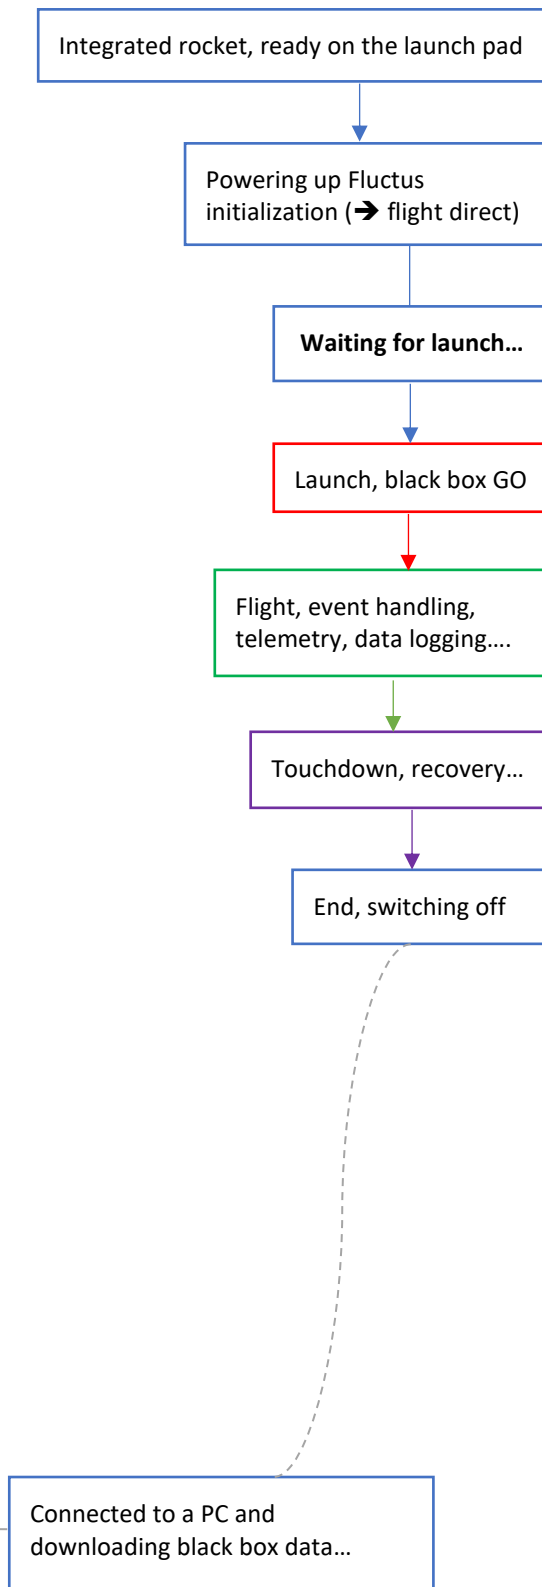 Integrated rocket, ready on the launch pad
Powering up Fluctus
initialization (➔ flight direct)
Waiting for launch…
Launch, black box GO
Flight, event handling,
telemetry, data logging….
Touchdown, recovery…
End, switching off
Connected to a PC and
downloading black box data…